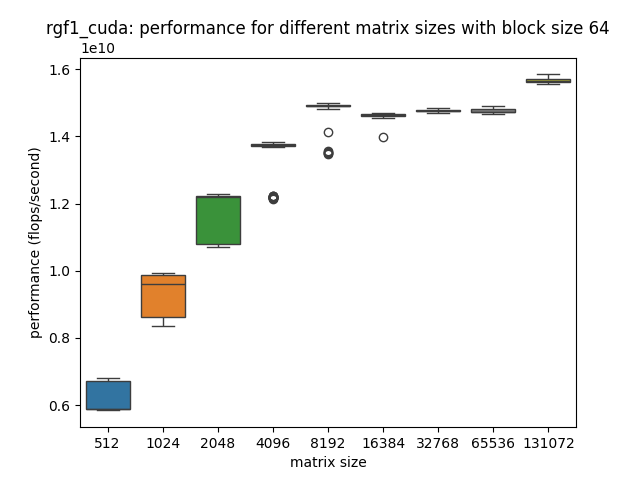 rgf1_cuda: performance for different matrix sizes with block size 64
1e10
1.6
1.4
1.2
1.0
0.8
0.6
performance (flops/second)
512 1024 2048 4096 8192 16384 32768 65536 131072
matrix size